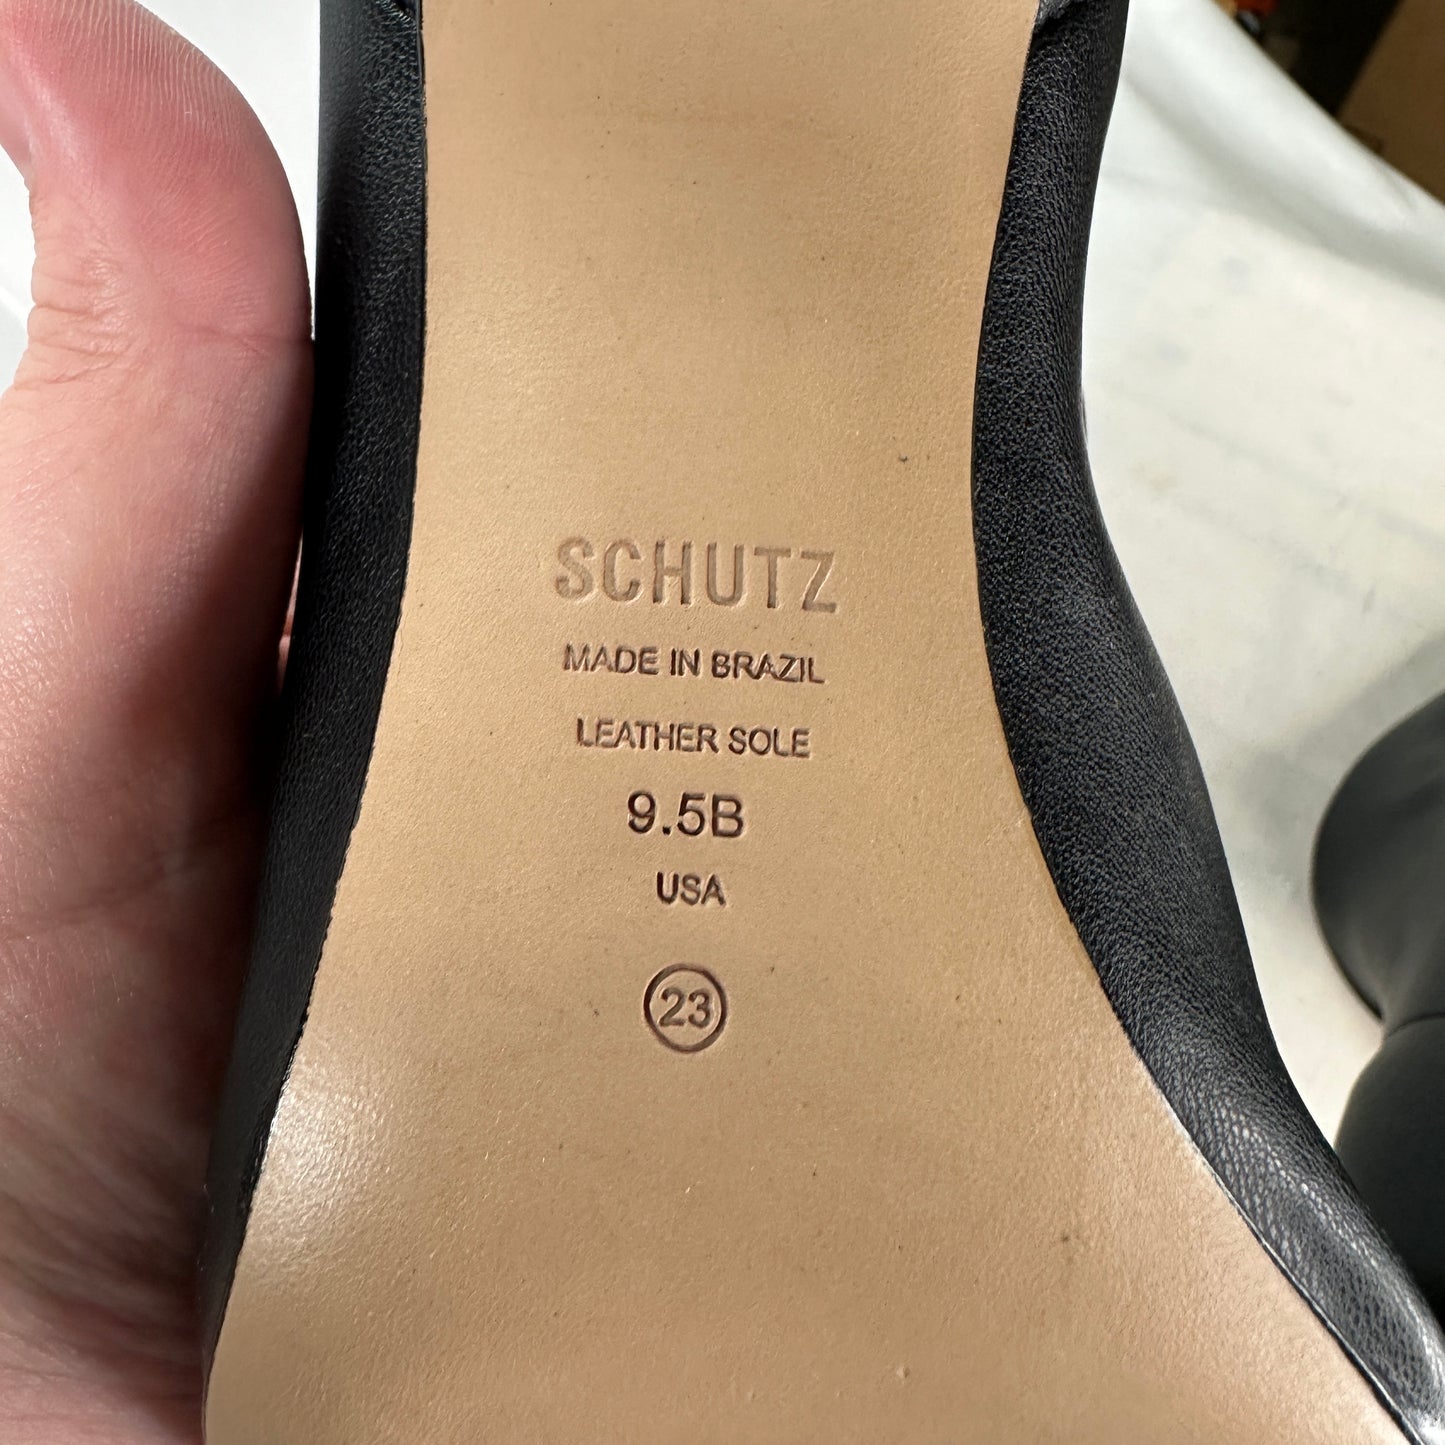 SCHUTZ
MADE IN BRAZIL
LEATHER SOLE
9.5B
USA
23